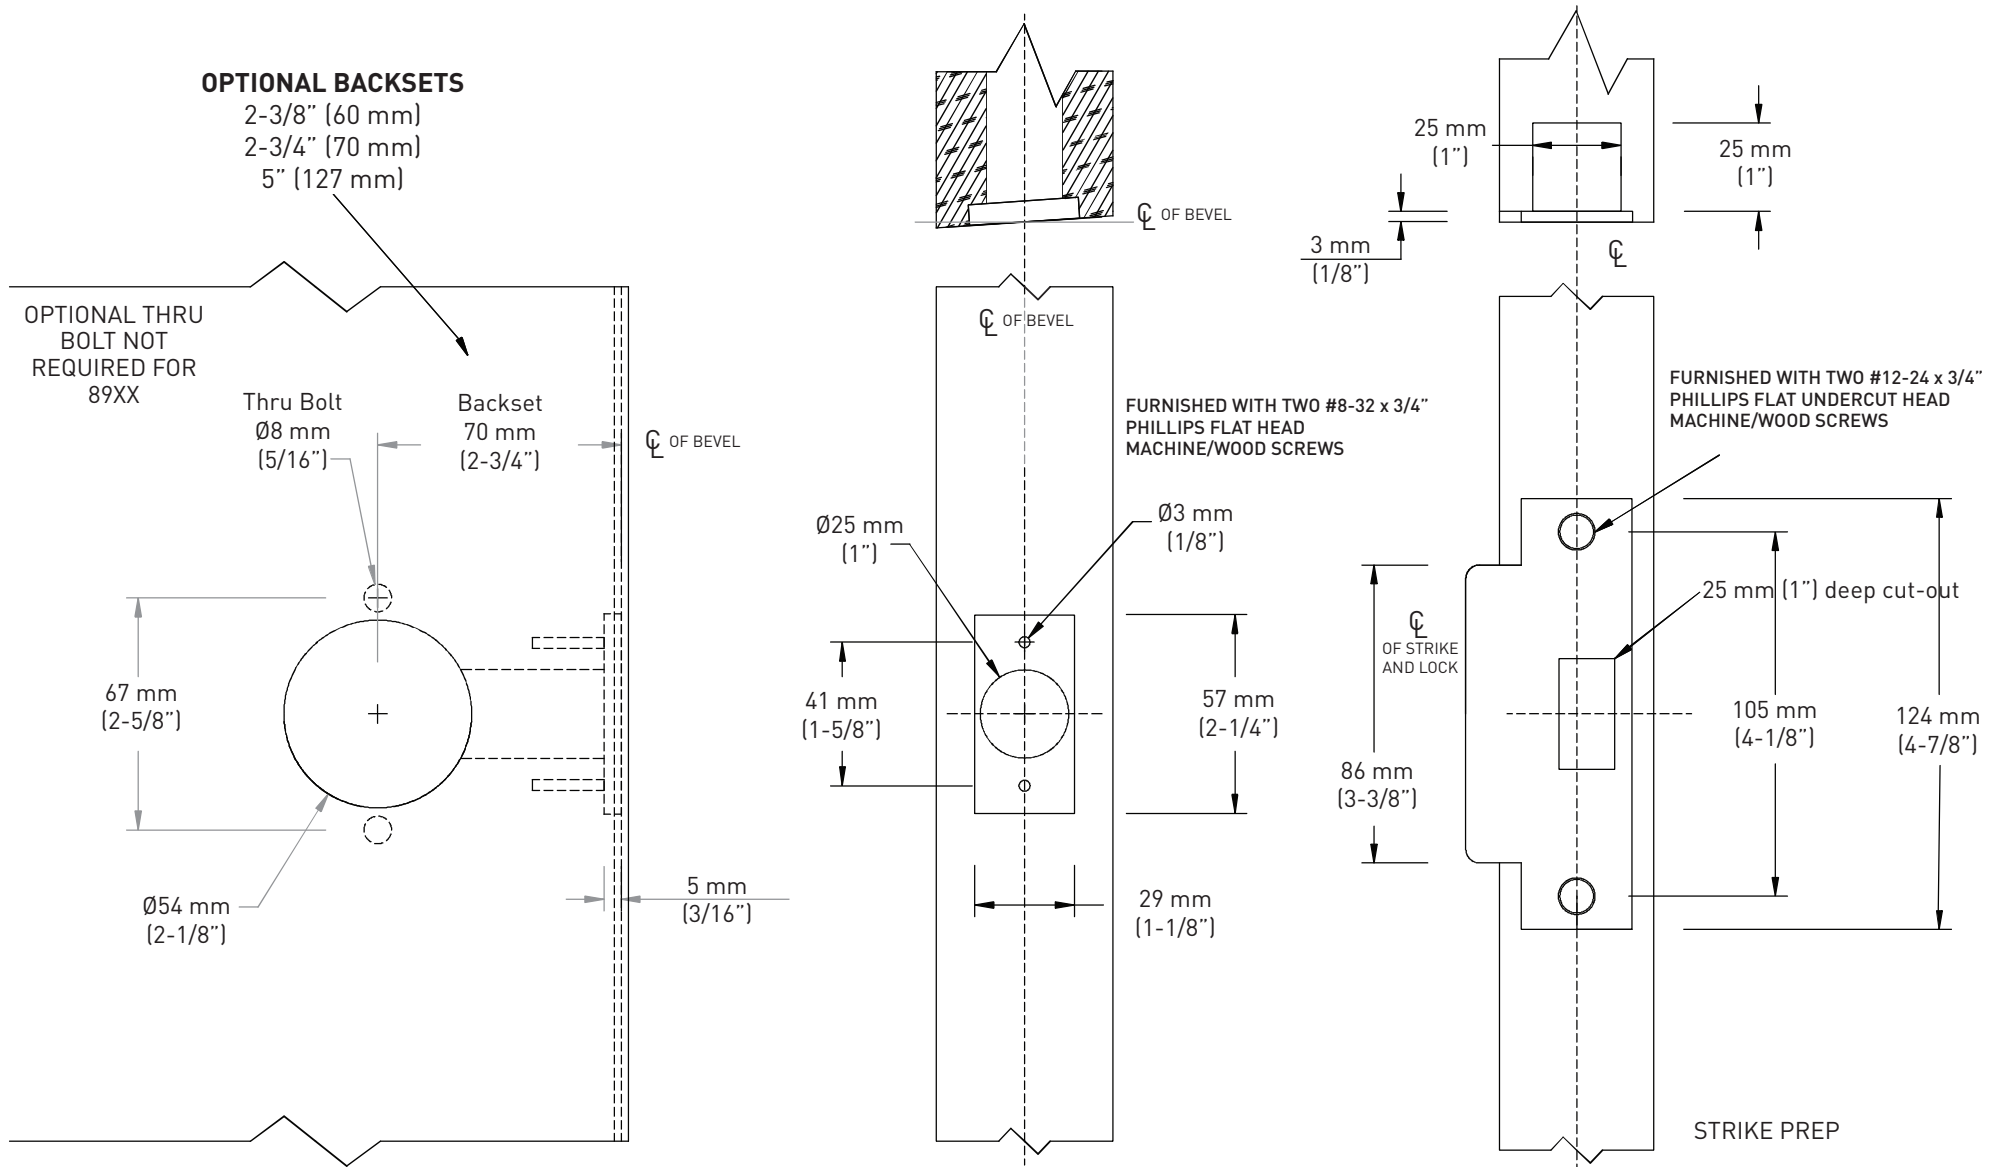 OPTIONAL BACKSETS
2-3/8” (60 mm)
2-3/4” (70 mm)
5” (127 mm)
OPTIONAL THRU
BOLT NOT
REQUIRED FOR
89XX
Thru Bolt
Ø8 mm
(5/16”)
Backset
70 mm
(2-3/4”)
℄ OF BEVEL
67 mm
(2-5/8”)
Ø54 mm
(2-1/8”)
5 mm
(3/16”)
℄ OF BEVEL
℄ OF BEVEL
FURNISHED WITH TWO #8-32 x 3/4”
PHILLIPS FLAT HEAD
MACHINE/WOOD SCREWS
Ø25 mm
(1”)
Ø3 mm
(1/8”)
41 mm
(1-5/8”)
57 mm
(2-1/4”)
29 mm
(1-1/8”)
25 mm
(1”)
25 mm
(1”)
3 mm
(1/8”)
℄
FURNISHED WITH TWO #12-24 x 3/4”
PHILLIPS FLAT UNDERCUT HEAD
MACHINE/WOOD SCREWS
25 mm (1”) deep cut-out
℄
OF STRIKE
AND LOCK
86 mm
(3-3/8”)
105 mm
(4-1/8”)
124 mm
(4-7/8”)
STRIKE PREP